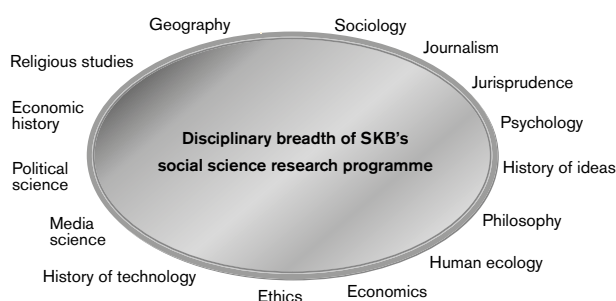 Geography
Sociology
Journalism
Jurisprudence
Psychology
History of ideas
Philosophy
Human ecology
Economics
Ethics
History of technology
Media
science
Political
science
Economic
history
Religious studies
Disciplinary breadth of SKB's
social science research programme